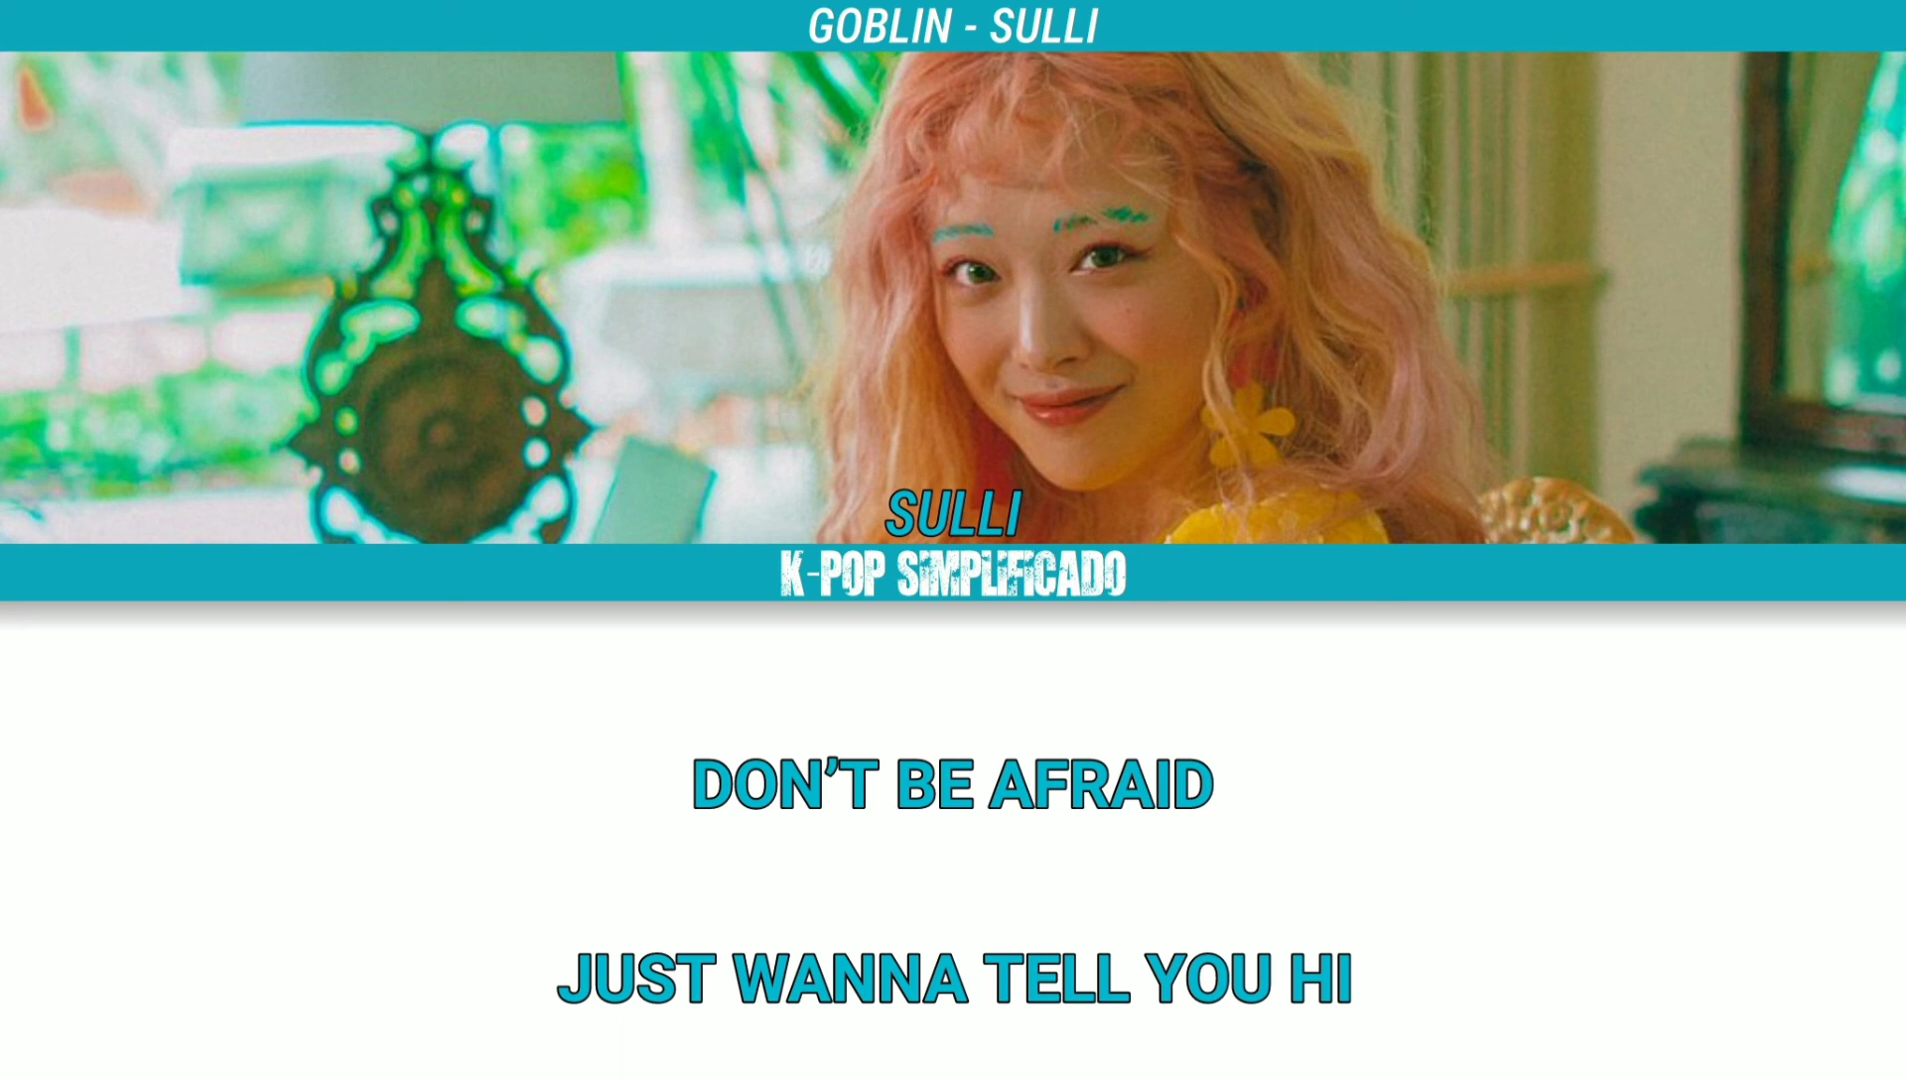 GOBLIN - SULLI
SULLI
K-POP SIMPLIFICADO
DON’T BE AFRAID
JUST WANNA TELL YOU HI